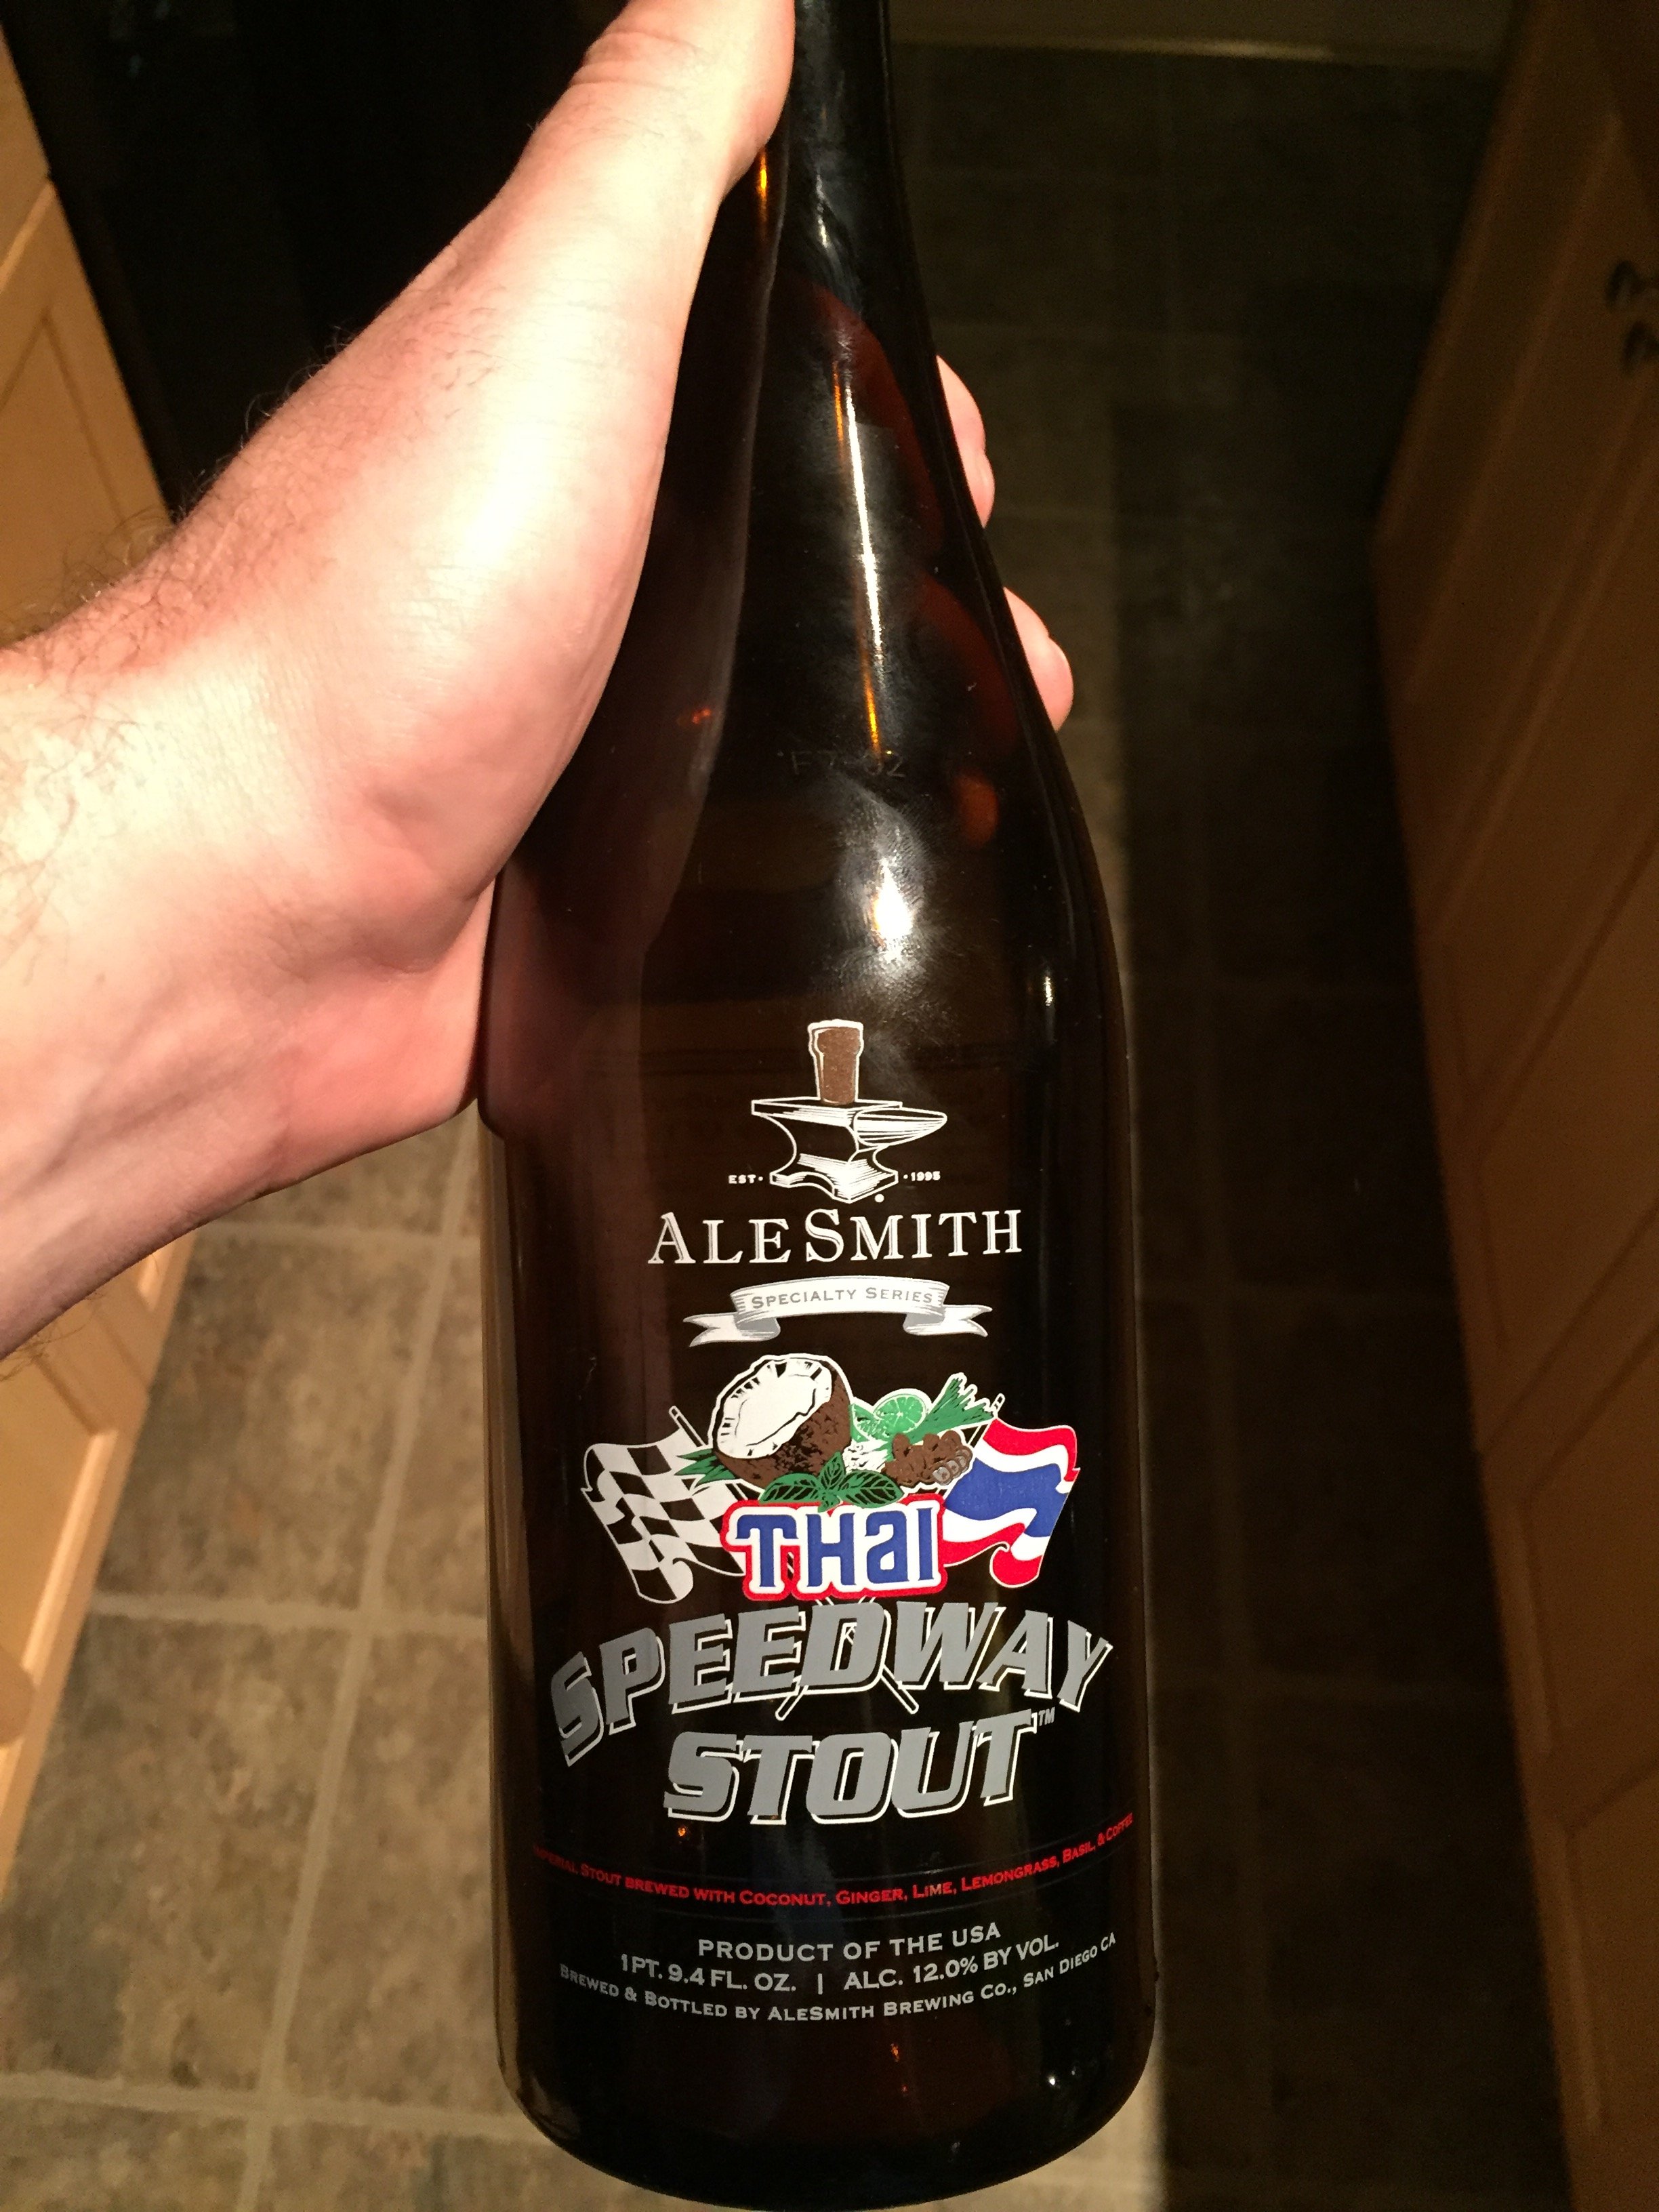 EST. 1995
ALESMITH
SPECIALTY SERIES
THaI
SPEEDWAY
STOUT™
IMPERIAL STOUT BREWED WITH COCONUT, GINGER, LIME, LEMONGRASS, BASIL, & COFFEE
PRODUCT OF THE USA
1PT. 9.4 FL. OZ. | ALC. 12.0% BY VOL.
BREWED & BOTTLED BY ALESMITH BREWING CO., SAN DIEGO CA